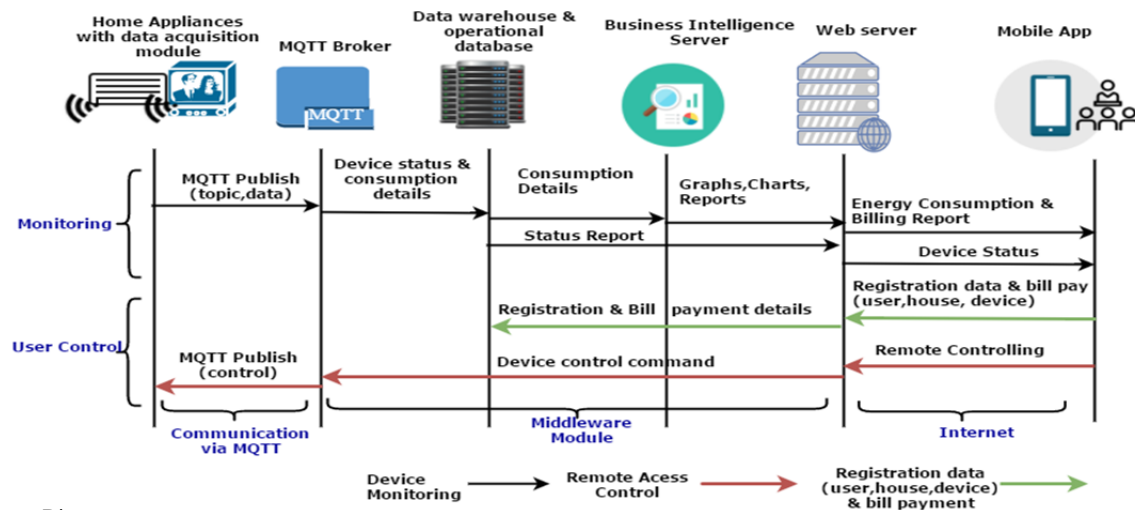 Home Appliances
with data acquisition
module
MQTT Broker
Data warehouse &
operational
database
Business Intelligence
Server
Web server
Mobile App
MQTT
MQTT Publish
(topic,data)
Device status &
consumption
details
Consumption
Details
Graphs,Charts,
Reports
Energy Consumption &
Billing Report
Monitoring
Status Report
Device Status
Registration data & bill pay
(user,house, device)
Registration & Bill payment details
User Control
MQTT Publish
(control)
Device control command
Remote Controlling
Communication
via MQTT
Middleware
Module
Internet
Device
Monitoring
Remote Acess
Control
Registration data
(user,house,device)
& bill payment